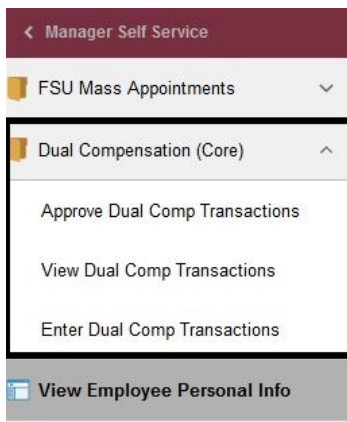 Manager Self Service
FSU Mass Appointments
Dual Compensation (Core)
Approve Dual Comp Transactions
View Dual Comp Transactions
Enter Dual Comp Transactions
View Employee Personal Info